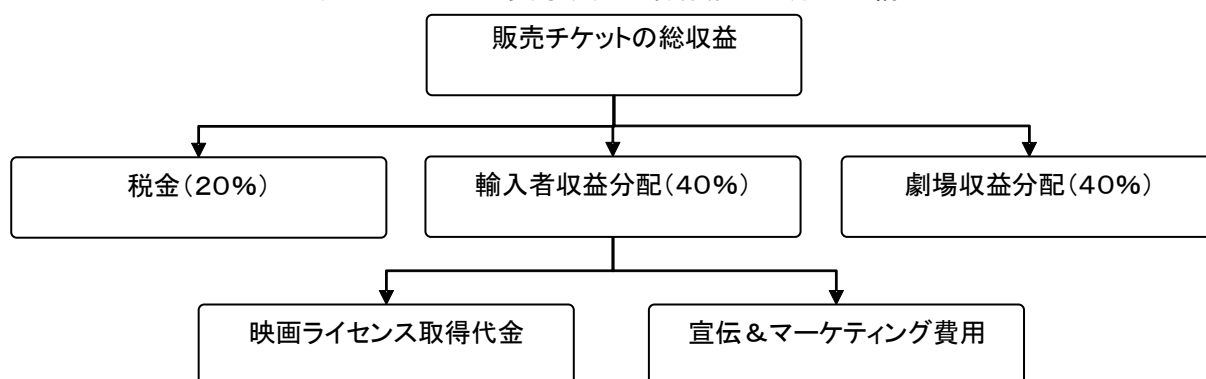 販売チケットの総収益
税金(20%)
輸入者収益分配(40%)
劇場収益分配(40%)
映画ライセンス取得代金
宣伝&マーケティング費用